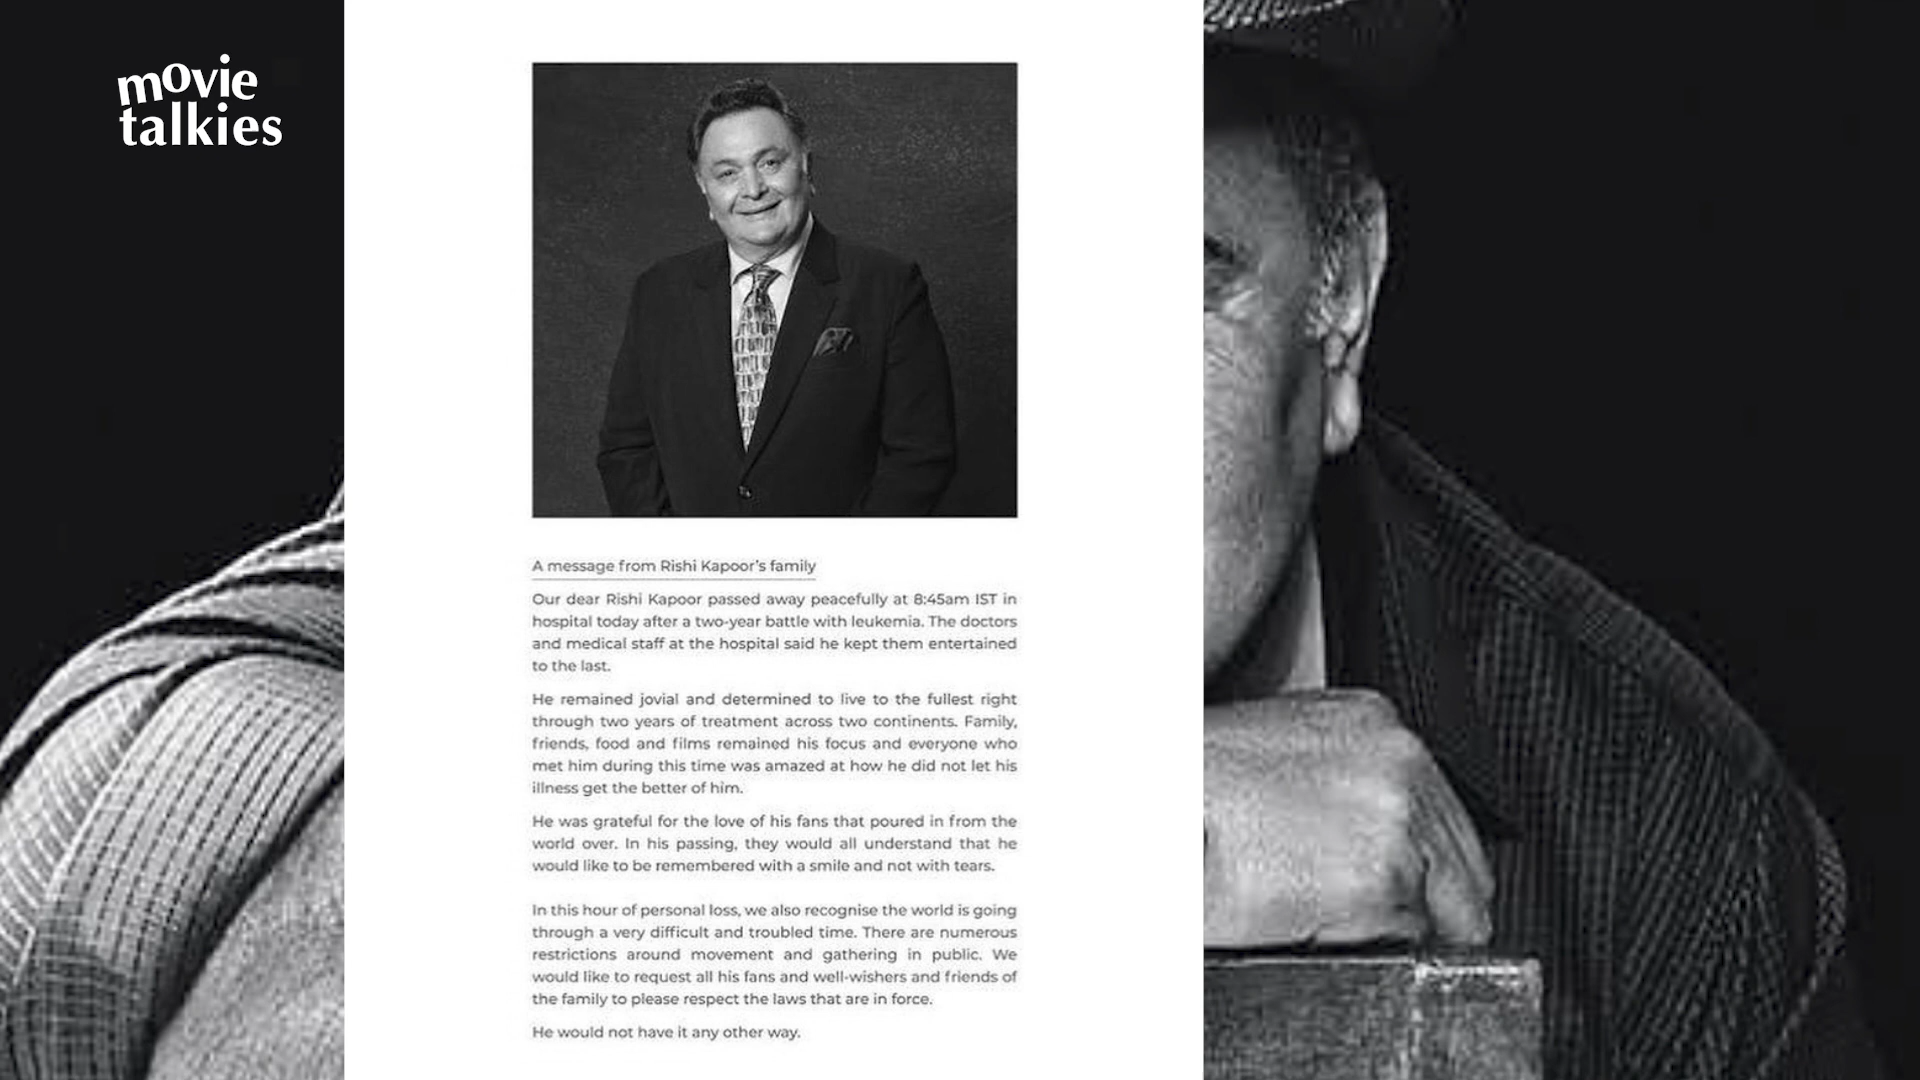 movie
talkies
A message from Rishi Kapoor's family
Our dear Rishi Kapoor passed away peacefully at 8:45am IST in
hospital today after a two-year battle with leukemia. The doctors
and medical staff at the hospital said he kept them entertained
to the last.
He remained jovial and determined to live to the fullest right
through two years of treatment across two continents. Family,
friends, food and films remained his focus and everyone who
met him during this time was amazed at how he did not let his
illness get the better of him.
He was grateful for the love of his fans that poured in from the
world over. In his passing, they would all understand that he
would like to be remembered with a smile and not with tears.
In this hour of personal loss, we also recognise the world is going
through a very difficult and troubled time. There are numerous
restrictions around movement and gathering in public. We
would like to request all his fans and well-wishers and friends of
the family to please respect the laws that are in force.
He would not have it any other way.